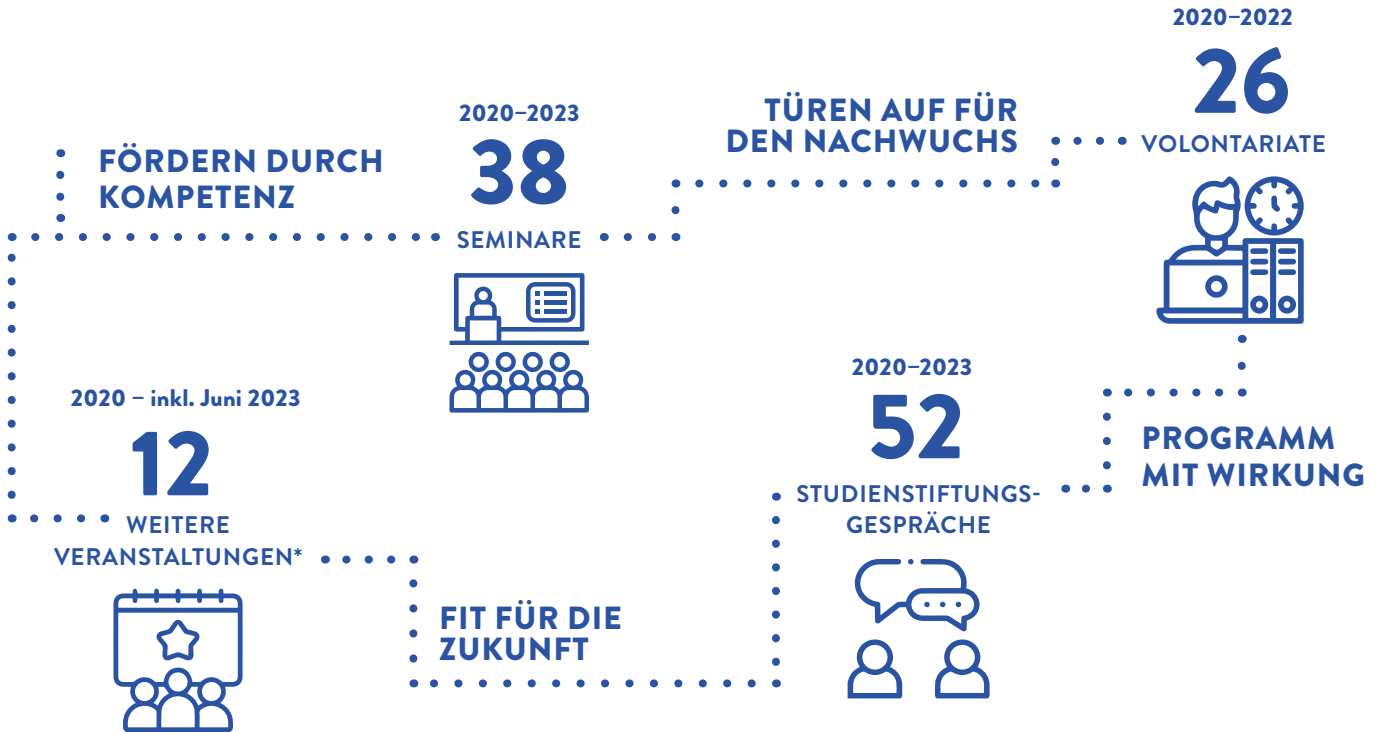 FÖRDERN DURCH
KOMPETENZ
2020–2023
38
SEMINARE
TÜREN AUF FÜR
DEN NACHWUCHS
2020–2022
26
VOLONTARIATE
PROGRAMM
MIT WIRKUNG
2020–2023
52
STUDIENSTIFTUNGS-
GESPRÄCHE
FIT FÜR DIE
ZUKUNFT
2020 – inkl. Juni 2023
12
WEITERE
VERANSTALTUNGEN*